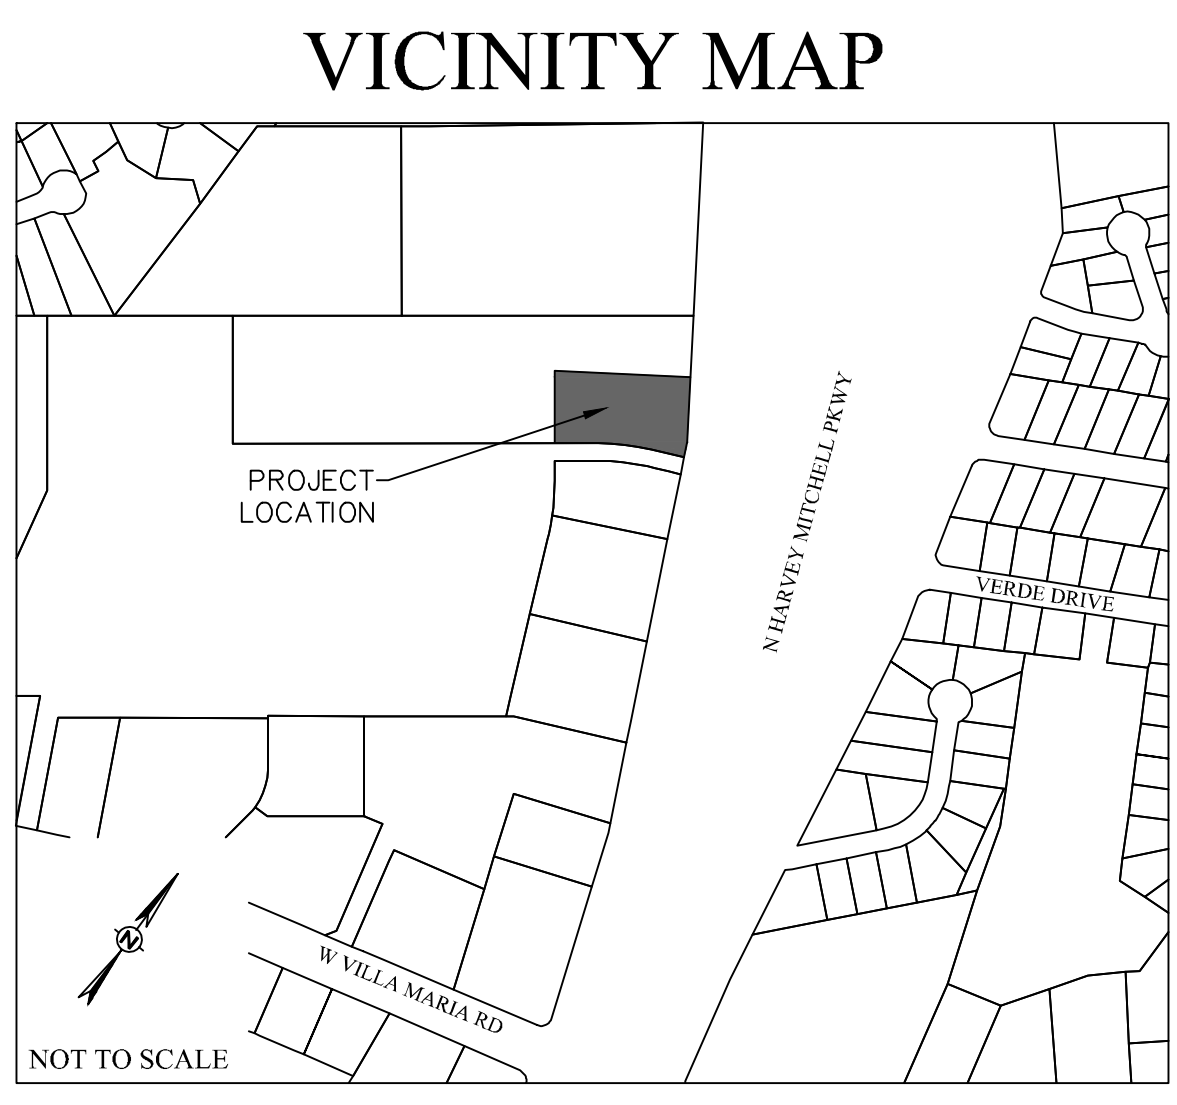 VICINITY MAP
PROJECT
LOCATION
N HARVEY MITCHELL PKWY
VERDE DRIVE
W VILLA MARIA RD
N
NOT TO SCALE